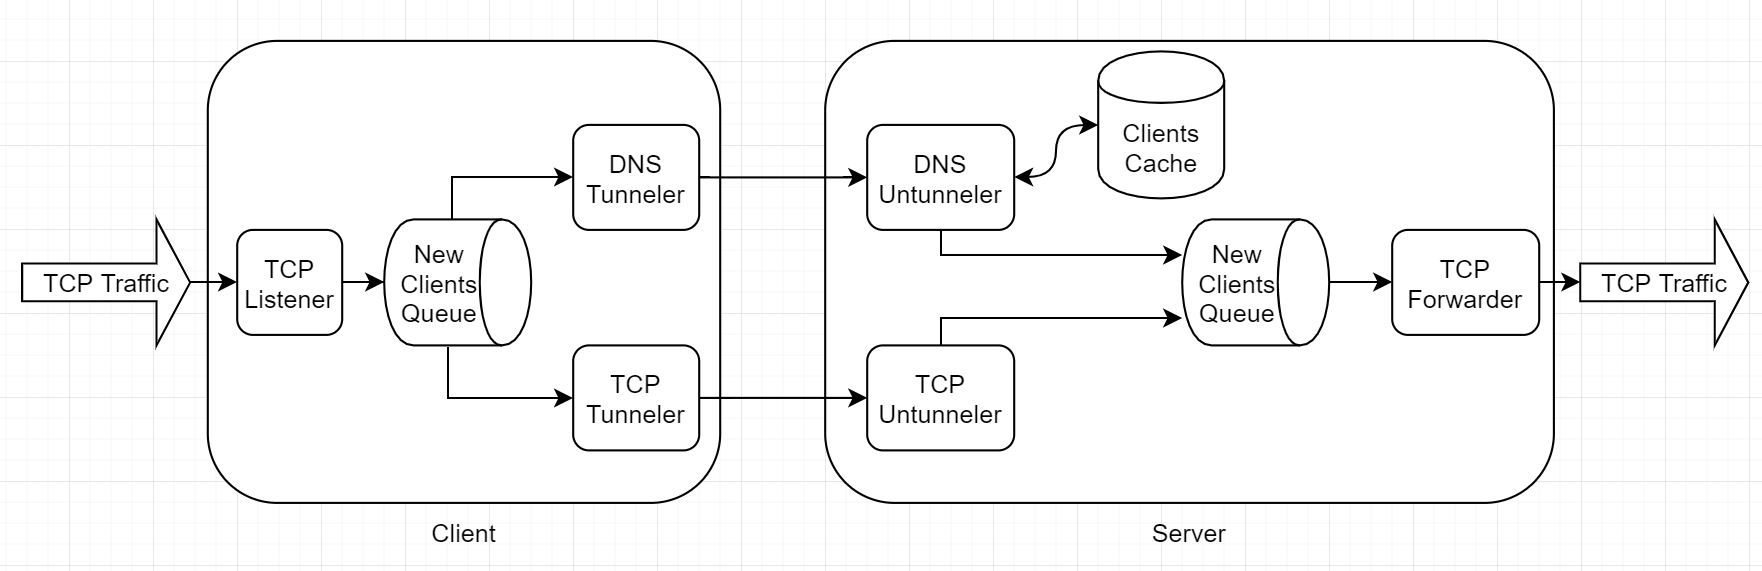 TCP Traffic
TCP
Listener
New
Clients
Queue
DNS
Tunneler
TCP
Tunneler
Client
DNS
Untunneler
Clients
Cache
TCP
Untunneler
New
Clients
Queue
TCP
Forwarder
Server
TCP Traffic